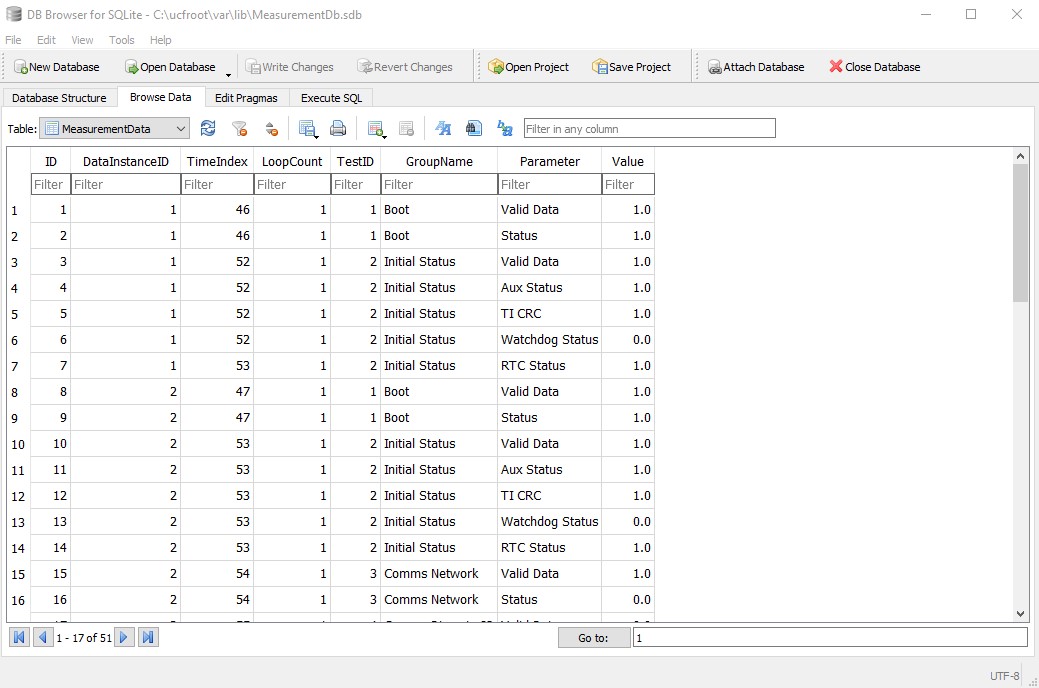 DB Browser for SQLite - C:\ucfroot\var\lib\MeasurementDb.sdb
File Edit View Tools Help
New Database Open Database Write Changes Revert Changes Open Project Save Project Attach Database Close Database
Database Structure Browse Data Edit Pragmas Execute SQL
Table: MeasurementData Filter in any column
ID DataInstanceID TimeIndex LoopCount TestID GroupName Parameter Value
Filter Filter Filter Filter Filter Filter Filter Filter
1 1 1 46 1 1 Boot Valid Data 1.0
2 2 1 46 1 1 Boot Status 1.0
3 3 1 52 1 2 Initial Status Valid Data 1.0
4 4 1 52 1 2 Initial Status Aux Status 1.0
5 5 1 52 1 2 Initial Status TI CRC 1.0
6 6 1 52 1 2 Initial Status Watchdog Status 0.0
7 7 1 53 1 2 Initial Status RTC Status 1.0
8 8 2 47 1 1 Boot Valid Data 1.0
9 9 2 47 1 1 Boot Status 1.0
10 10 2 53 1 2 Initial Status Valid Data 1.0
11 11 2 53 1 2 Initial Status Aux Status 1.0
12 12 2 53 1 2 Initial Status TI CRC 1.0
13 13 2 53 1 2 Initial Status Watchdog Status 0.0
14 14 2 53 1 2 Initial Status RTC Status 1.0
15 15 2 54 1 3 Comms Network Valid Data 1.0
16 16 2 54 1 3 Comms Network Status 0.0
1 - 17 of 51 Go to: 1
UTF-8